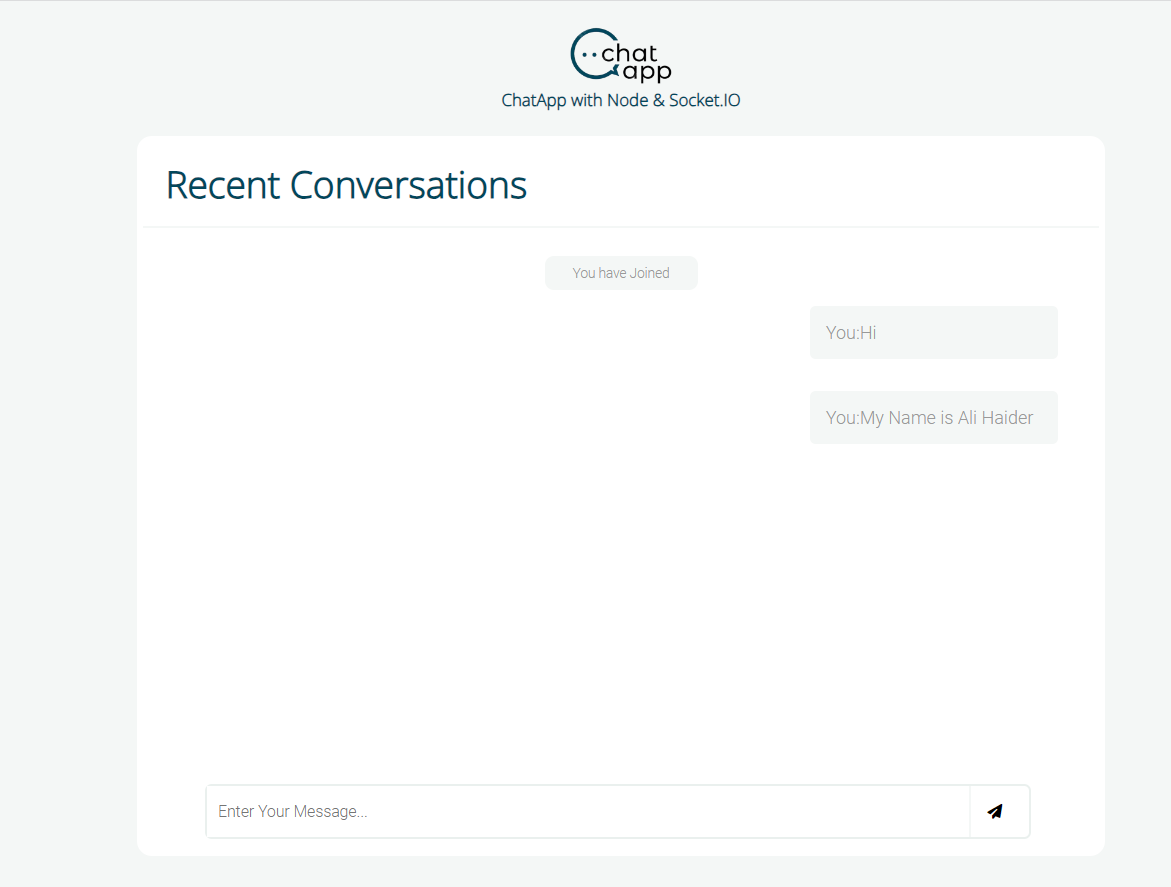 chat
app
ChatApp with Node & Socket.IO
Recent Conversations
You have Joined
You:Hi
You:My Name is Ali Haider
Enter Your Message...